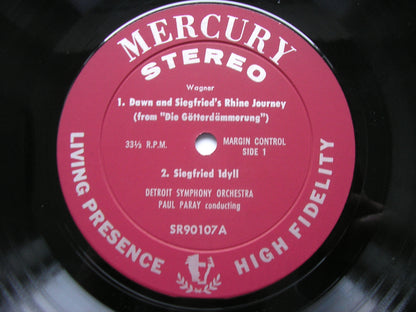 MERCURY
STEREO
Wagner
1. Dawn and Siegfried's Rhine Journey
(from "Die Götterdämmerung")
33⅓ R.P.M. MARGIN CONTROL
SIDE 1
2. Siegfried Idyll
DETROIT SYMPHONY ORCHESTRA
PAUL PARAY conducting
SR90107A
LIVING PRESENCE
HIGH FIDELITY